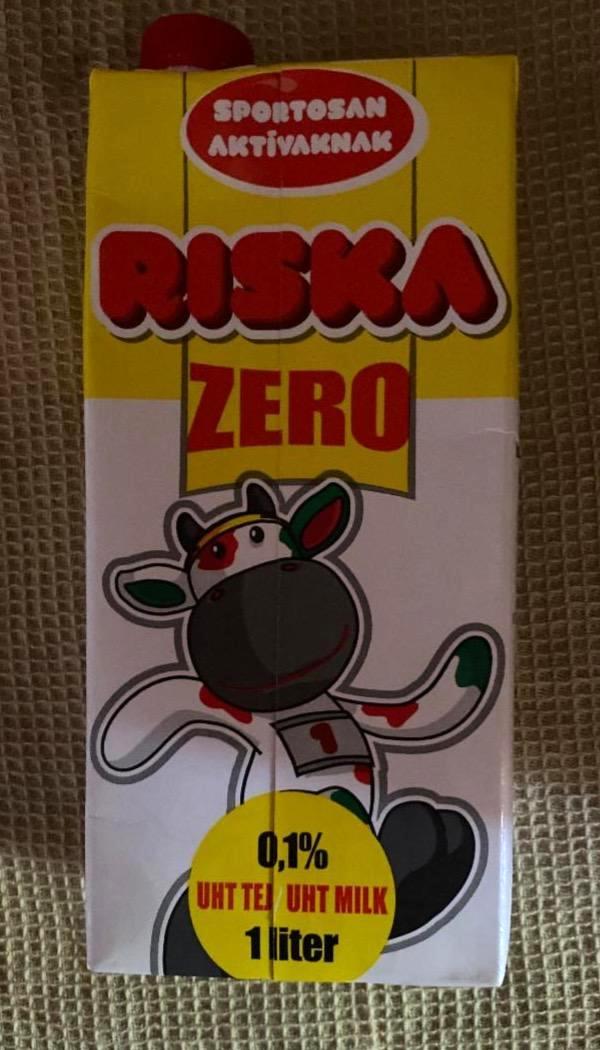 SPORTOSAN
AKTÍVAKNAK
RISKA
ZERO
1
0,1%
UHT TEJ / UHT MILK
1 liter